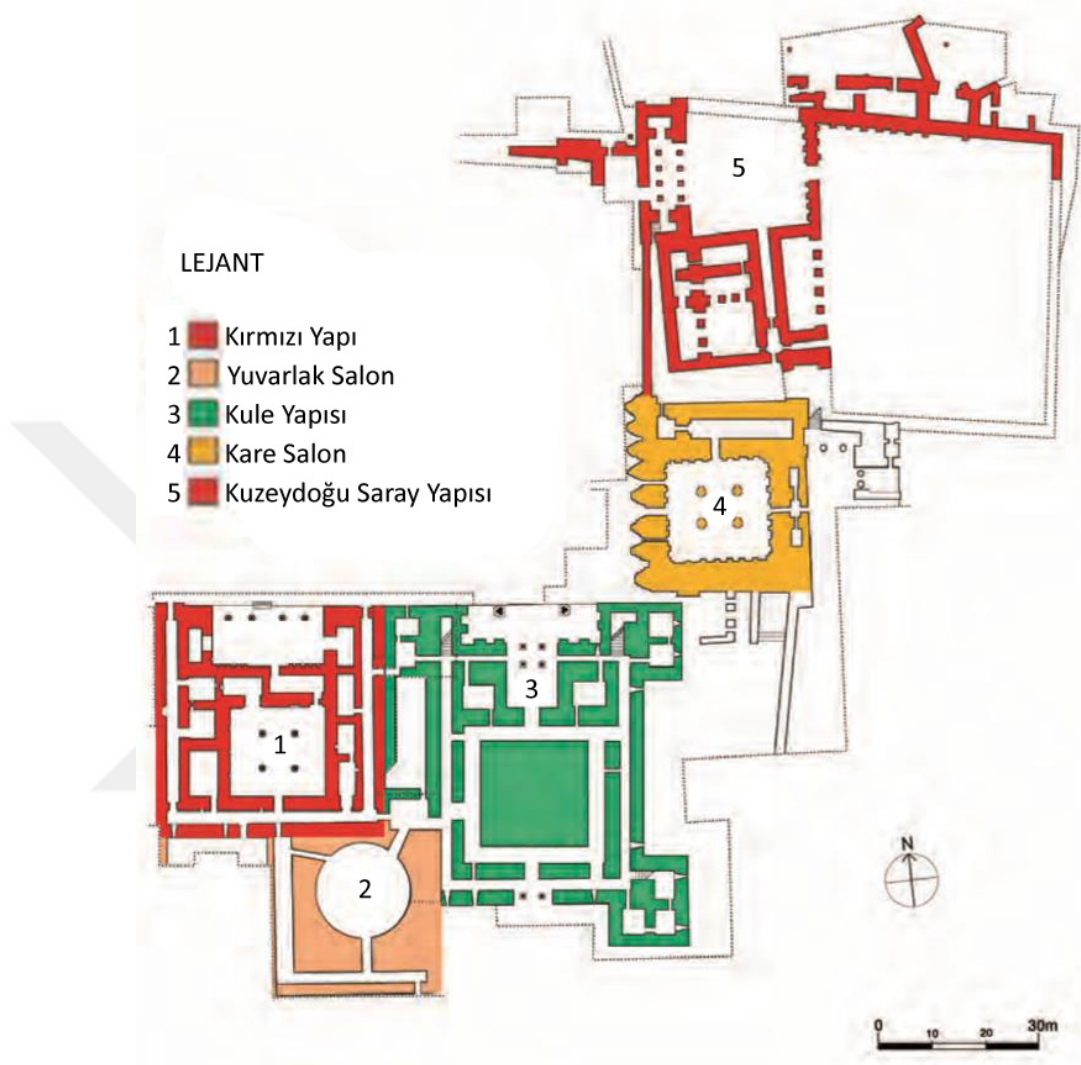 5
LEJANT
1 Kırmızı Yapı
2 Yuvarlak Salon
3 Kule Yapısı
4 Kare Salon
5 Kuzeydoğu Saray Yapısı
4
3
1
2
N
0 10 20 30m